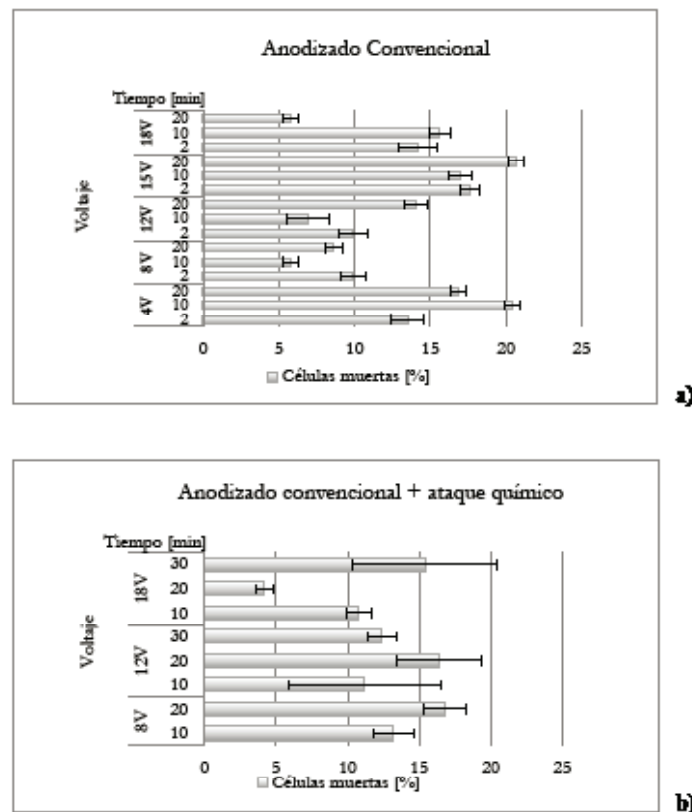 Anodizado Convencional
Tiempo [min]
Voltaje
18V
20
10
2
15V
20
10
2
12V
20
10
2
8V
20
10
2
4V
20
10
2
0 5 10 15 20 25
Células muertas [%]
a)
Anodizado convencional + ataque químico
Tiempo [min]
Voltaje
18V
30
20
10
12V
30
20
10
8V
20
10
0 5 10 15 20 25
Células muertas [%]
b)